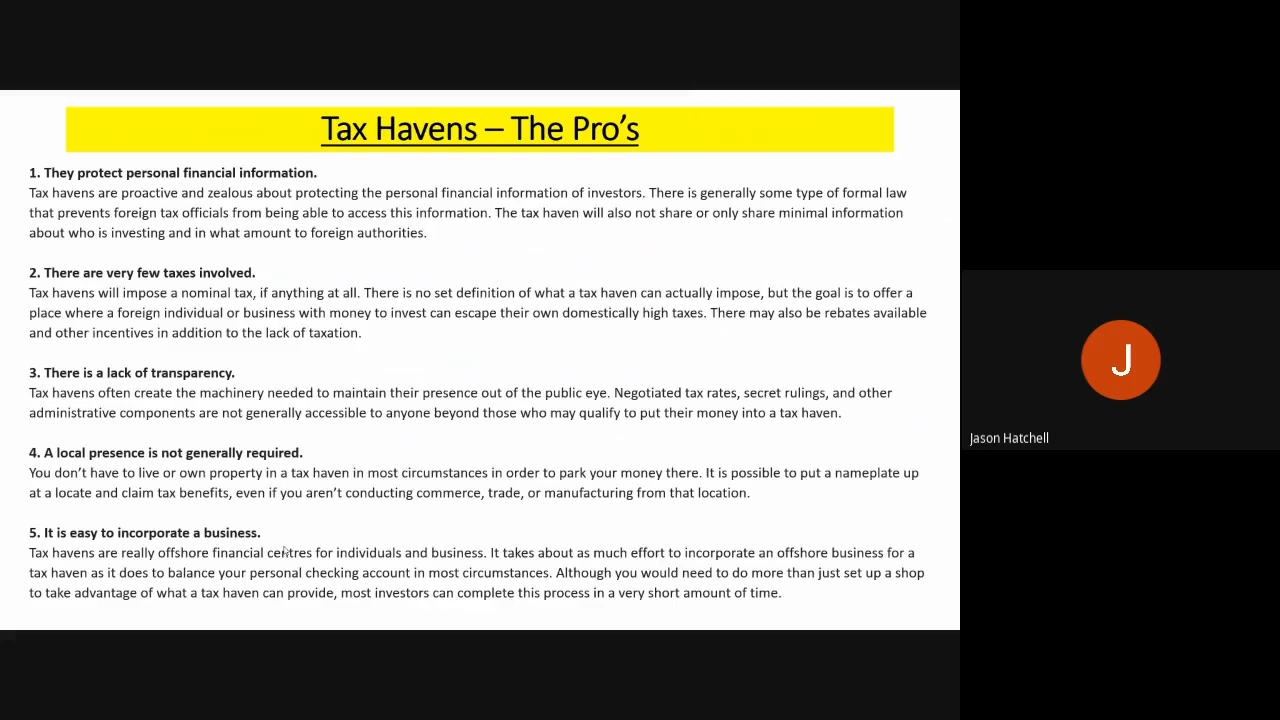 Tax Havens – The Pro's
1. They protect personal financial information.
Tax havens are proactive and zealous about protecting the personal financial information of investors. There is generally some type of formal law
that prevents foreign tax officials from being able to access this information. The tax haven will also not share or only share minimal information
about who is investing and in what amount to foreign authorities.
2. There are very few taxes involved.
Tax havens will impose a nominal tax, if anything at all. There is no set definition of what a tax haven can actually impose, but the goal is to offer a
place where a foreign individual or business with money to invest can escape their own domestically high taxes. There may also be rebates available
and other incentives in addition to the lack of taxation.
3. There is a lack of transparency.
Tax havens often create the machinery needed to maintain their presence out of the public eye. Negotiated tax rates, secret rulings, and other
administrative components are not generally accessible to anyone beyond those who may qualify to put their money into a tax haven.
4. A local presence is not generally required.
You don't have to live or own property in a tax haven in most circumstances in order to park your money there. It is possible to put a nameplate up
at a locate and claim tax benefits, even if you aren't conducting commerce, trade, or manufacturing from that location.
5. It is easy to incorporate a business.
Tax havens are really offshore financial centres for individuals and business. It takes about as much effort to incorporate an offshore business for a
tax haven as it does to balance your personal checking account in most circumstances. Although you would need to do more than just set up a shop
to take advantage of what a tax haven can provide, most investors can complete this process in a very short amount of time.
J
Jason Hatchell